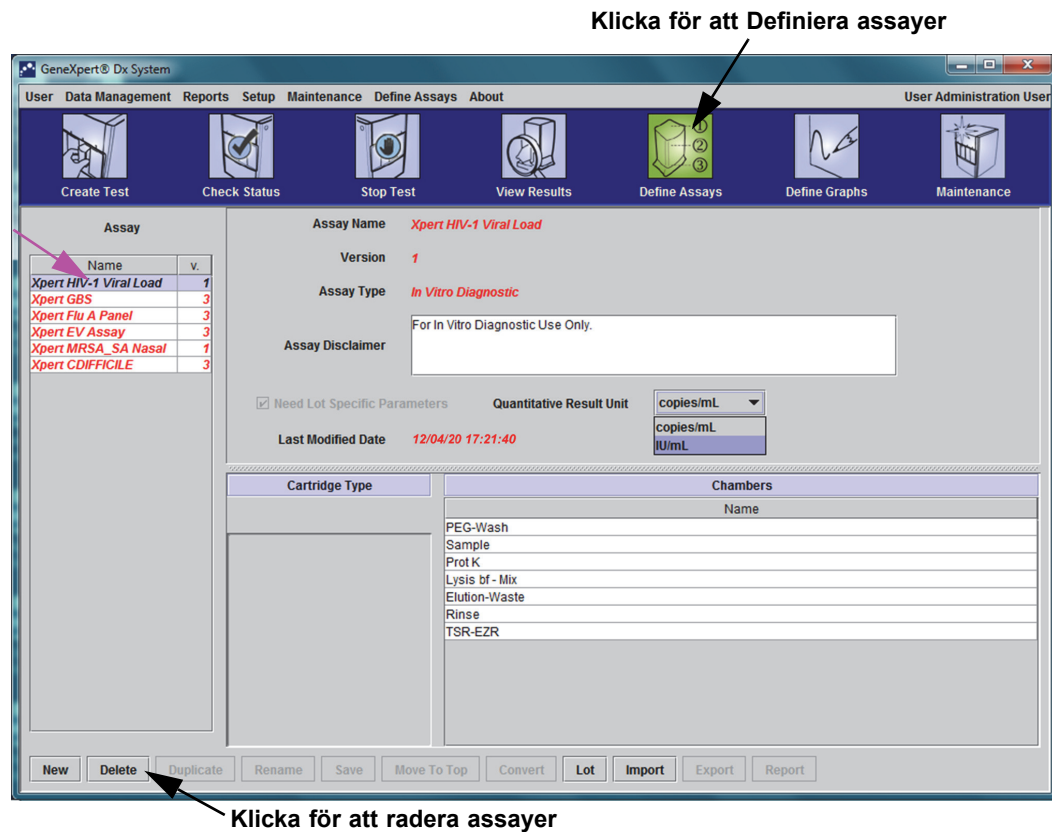 Klicka för att Definiera assayer
GeneXpert® Dx System
User Data Management Reports Setup Maintenance Define Assays About User Administration User
Create Test Check Status Stop Test View Results Define Assays Define Graphs Maintenance
1
2
3
Assay
Name v.
Xpert HIV-1 Viral Load 1
Xpert GBS 3
Xpert Flu A Panel 3
Xpert EV Assay 3
Xpert MRSA_SA Nasal 1
Xpert CDIFFICILE 3
Assay Name Xpert HIV-1 Viral Load
Version 1
Assay Type In Vitro Diagnostic
Assay Disclaimer For In Vitro Diagnostic Use Only.
Need Lot Specific Parameters Quantitative Result Unit copies/mL
copies/mL
IU/mL
Last Modified Date 12/04/20 17:21:40
Cartridge Type Chambers
Name
PEG-Wash
Sample
Prot K
Lysis bf - Mix
Elution-Waste
Rinse
TSR-EZR
New Delete Duplicate Rename Save Move To Top Convert Lot Import Export Report
Klicka för att radera assayer